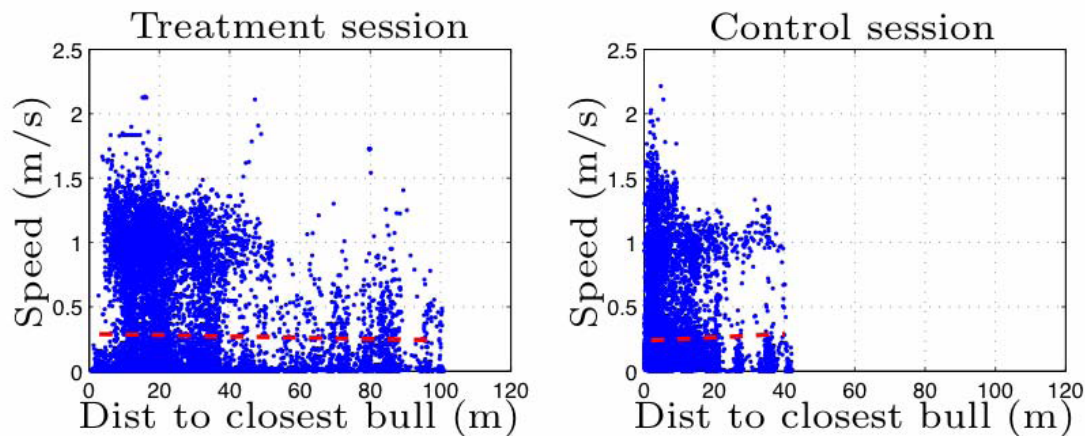 Treatment session
Speed (m/s)
2.5
2
1.5
1
0.5
0
0 20 40 60 80 100 120
Dist to closest bull (m)
Control session
Speed (m/s)
2.5
2
1.5
1
0.5
0
0 20 40 60 80 100 120
Dist to closest bull (m)